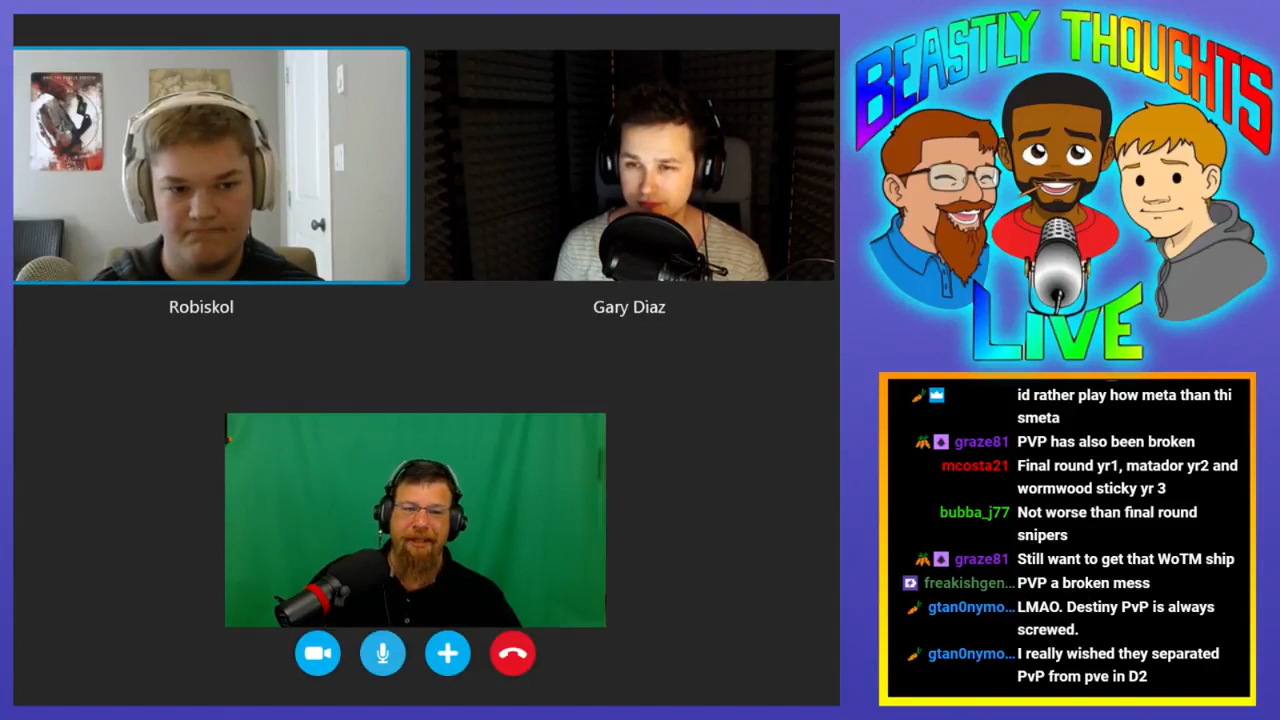 BEASTLY THOUGHTS
LIVE
Robiskol
Gary Diaz
id rather play how meta than thi
smeta
graze81 PVP has also been broken
mcosta21 Final round yr1, matador yr2 and
wormwood sticky yr 3
bubba_j77 Not worse than final round
snipers
graze81 Still want to get that WoTM ship
freakishgen... PVP a broken mess
gtan0nymo... LMAO. Destiny PvP is always
screwed.
gtan0nymo... I really wished they separated
PvP from pve in D2